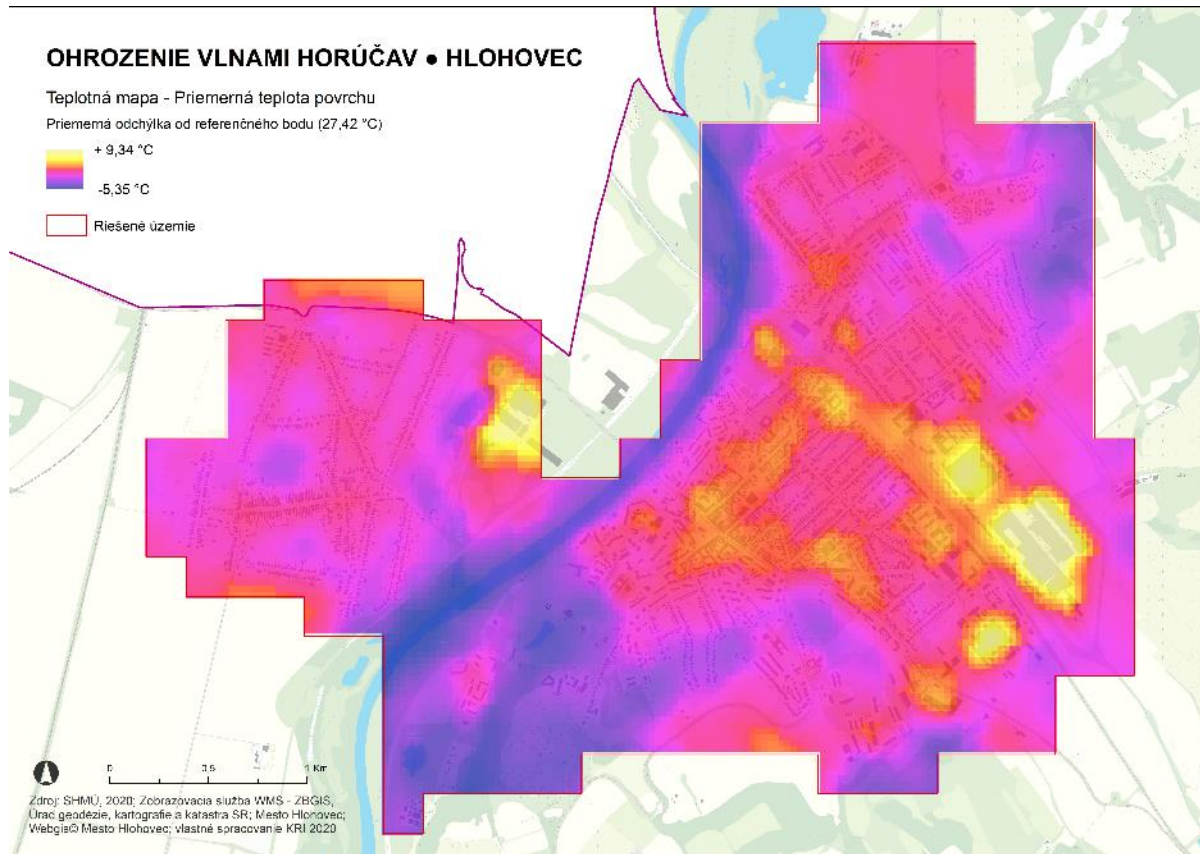 OHROZENIE VLNAMI HORÚČAV ● HLOHOVEC
Teplotná mapa - Priemerná teplota povrchu
Priemerná odchýlka od referenčného bodu (27,42 °C)
+ 9,34 °C
-5,35 °C
Riešené územie
0 0,5 1 Km
Zdroj: SHMÚ, 2020; Zobrazovacia služba WMS - ZBGIS,
Úrad geodézie, kartografie a katastra SR; Mesto Hlohovec;
Webgis© Mesto Hlohovec; vlastné spracovanie KRI 2020